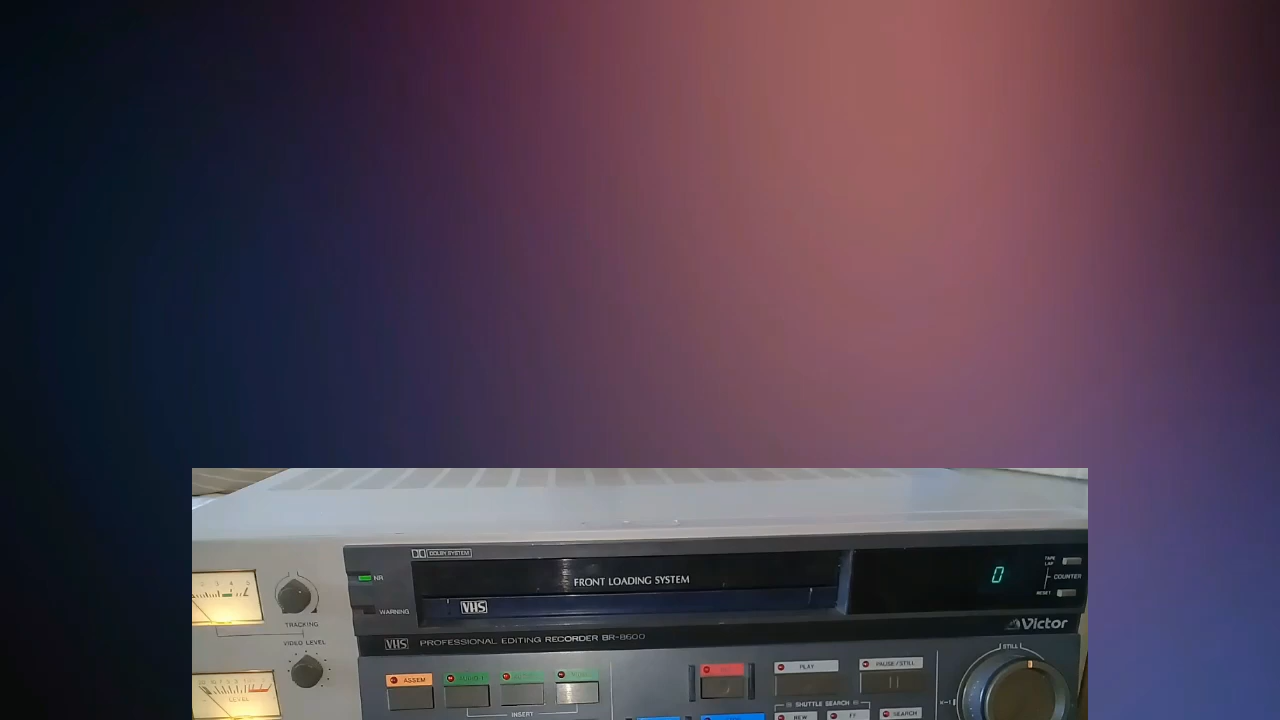 DOLBY SYSTEM
NR
FRONT LOADING SYSTEM
0
TAPE
COUNTER
RESET
WARNING
VHS
TRACKING
VHS PROFESSIONAL EDITING RECORDER BR-8600
Victor
VIDEO LEVEL
STILL
ASSEM
PLAY
PAUSE/STILL
LEVEL
INSERT
SHUTTLE SEARCH
REW
FF
SEARCH